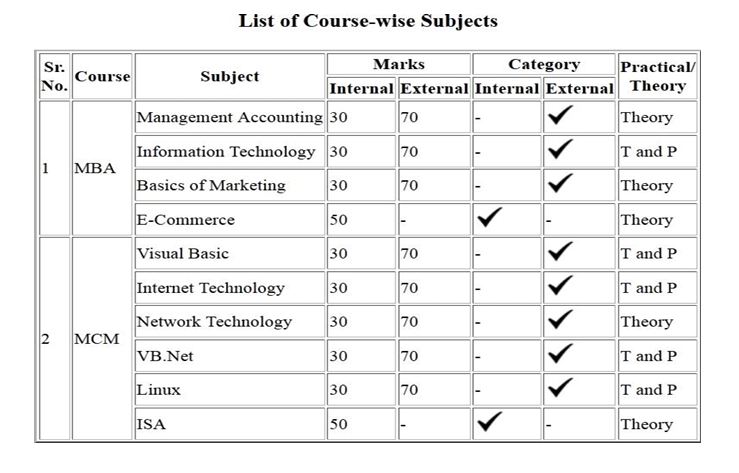 List of Course-wise Subjects
Sr. No. Course Subject Marks Category Practical/ Theory
Internal External Internal External
1 MBA Management Accounting 30 70 - ✓ Theory
Information Technology 30 70 - ✓ T and P
Basics of Marketing 30 70 - ✓ Theory
E-Commerce 50 - ✓ - Theory
2 MCM Visual Basic 30 70 - ✓ T and P
Internet Technology 30 70 - ✓ T and P
Network Technology 30 70 - ✓ Theory
VB.Net 30 70 - ✓ T and P
Linux 30 70 - ✓ T and P
ISA 50 - ✓ - Theory